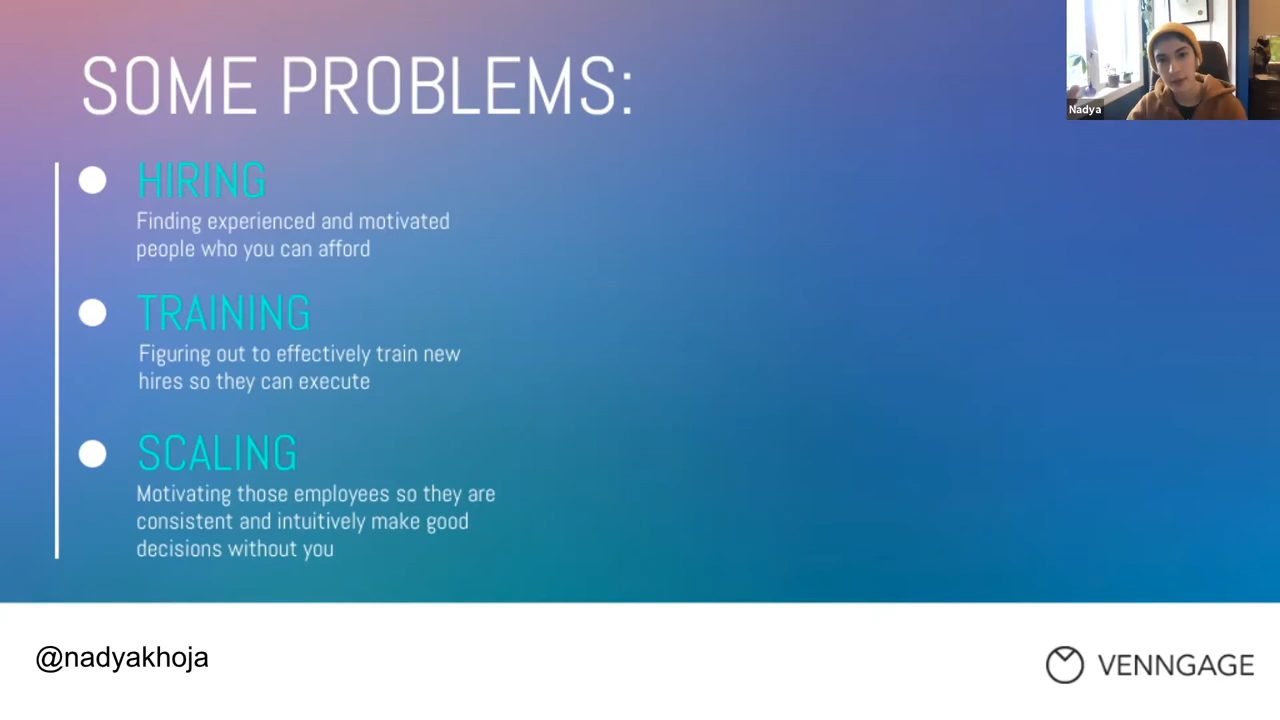 SOME PROBLEMS:
HIRING
Finding experienced and motivated
people who you can afford
TRAINING
Figuring out to effectively train new
hires so they can execute
SCALING
Motivating those employees so they are
consistent and intuitively make good
decisions without you
Nadya
@nadyakhoja
VENNGAGE